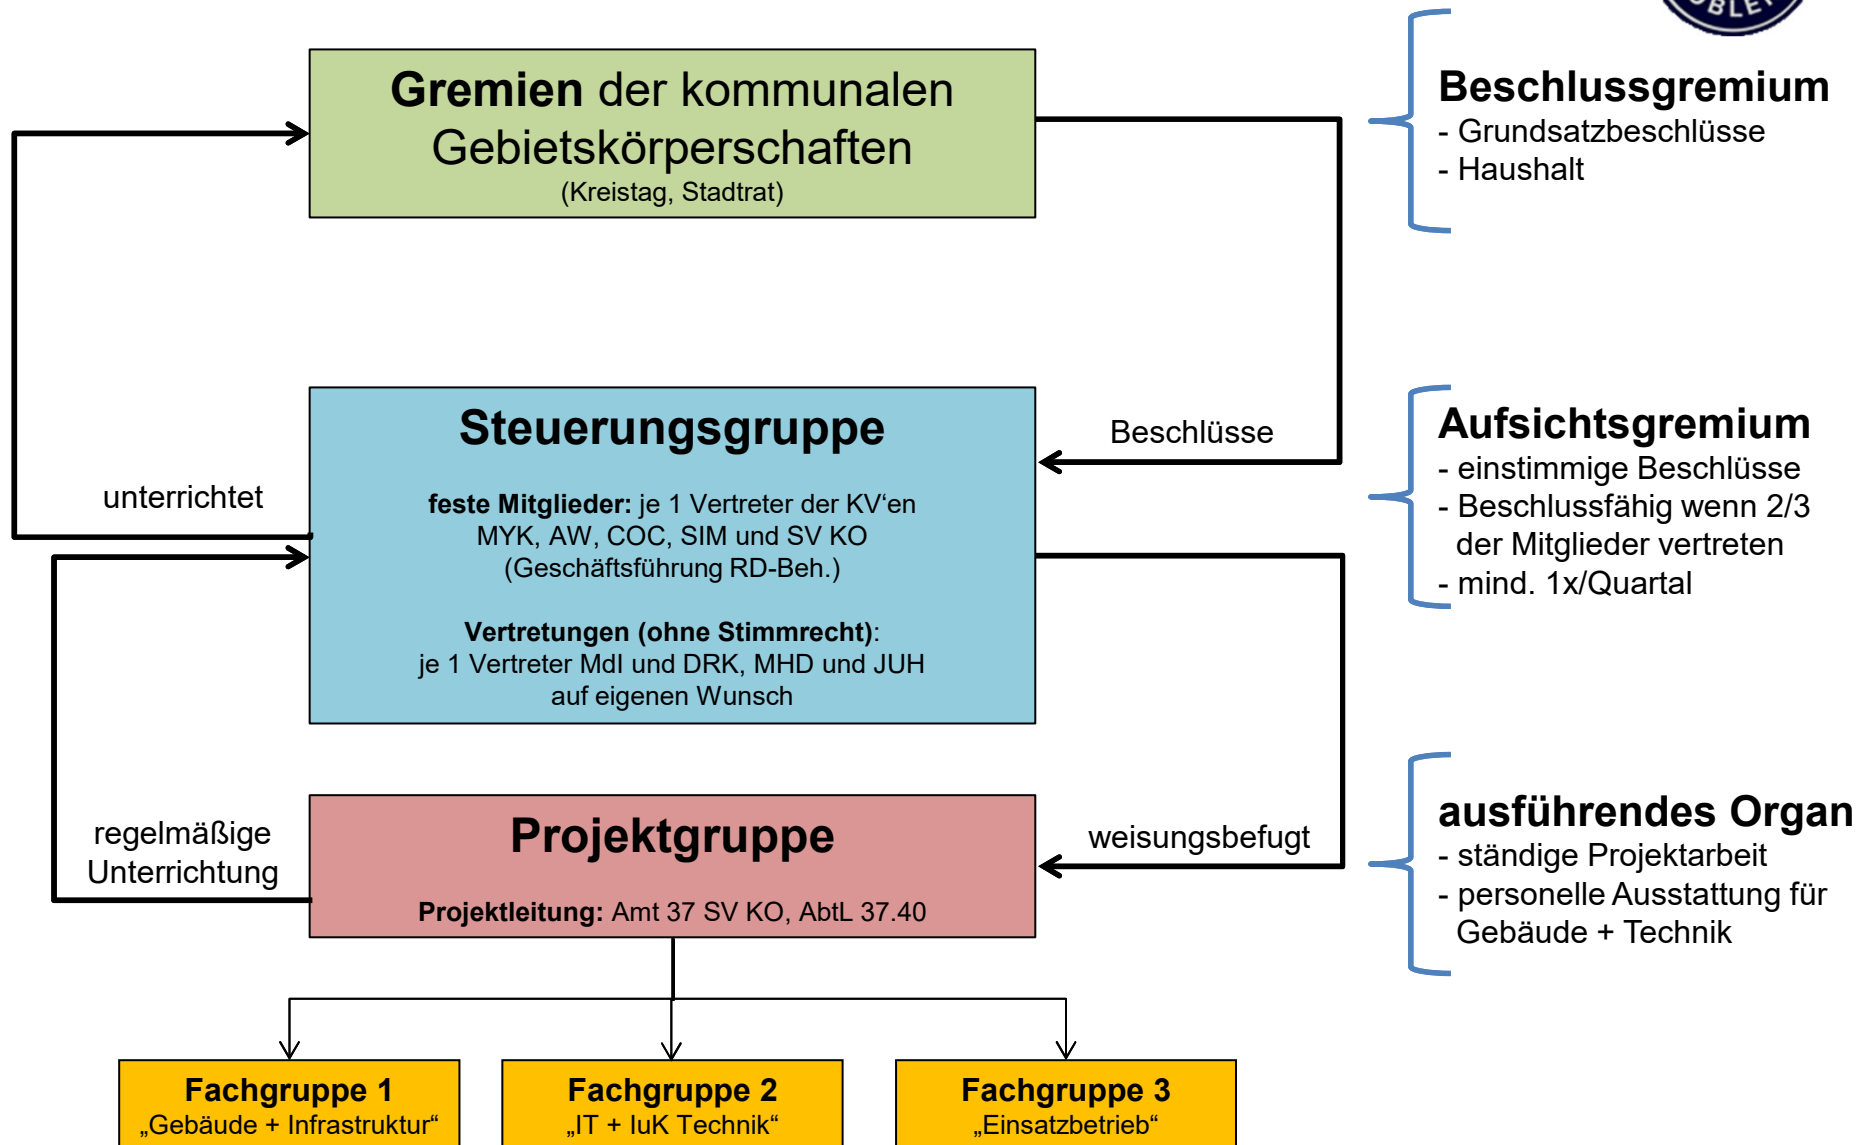 Gremien der kommunalen
Gebietskörperschaften
(Kreistag, Stadtrat)
Beschlussgremium
- Grundsatzbeschlüsse
- Haushalt
Steuerungsgruppe
feste Mitglieder: je 1 Vertreter der KV‘en
MYK, AW, COC, SIM und SV KO
(Geschäftsführung RD-Beh.)
Vertretungen (ohne Stimmrecht):
je 1 Vertreter MdI und DRK, MHD und JUH
auf eigenen Wunsch
unterrichtet
Beschlüsse
Aufsichtsgremium
- einstimmige Beschlüsse
- Beschlussfähig wenn 2/3
der Mitglieder vertreten
- mind. 1x/Quartal
regelmäßige
Unterrichtung
Projektgruppe
Projektleitung: Amt 37 SV KO, AbtL 37.40
weisungsbefugt
ausführendes Organ
- ständige Projektarbeit
- personelle Ausstattung für
Gebäude + Technik
Fachgruppe 1
„Gebäude + Infrastruktur“
Fachgruppe 2
„IT + IuK Technik“
Fachgruppe 3
„Einsatzbetrieb“